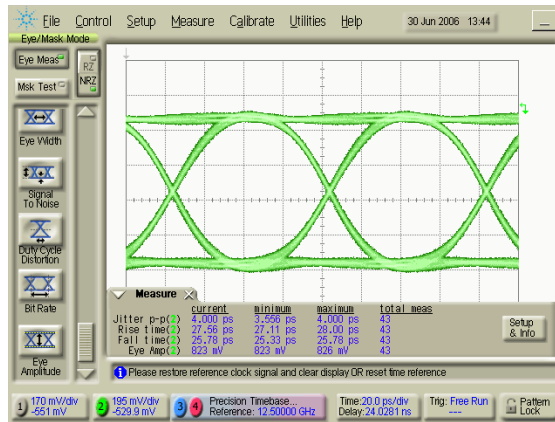 File Control Setup Measure Calibrate Utilities Help 30 Jun 2006 13:44
Eye/Mask Mode
Eye Meas
RZ
NRZ
Msk Test
Eye Width
Signal
To Noise
Duty Cycle
Distortion
Bit Rate
Eye
Amplitude
Measure
current minimum maximum total meas
Jitter p-p(2) 4.000 ps 3.556 ps 4.000 ps 43
Rise time(2) 27.56 ps 27.11 ps 28.00 ps 43
Fall time(2) 25.78 ps 25.33 ps 25.78 ps 43
Eye Amp(2) 823 mV 823 mV 826 mV 43
Setup
& Info
Please restore reference clock signal and clear display OR reset time reference
1 170 mV/div
-551 mV
2 195 mV/div
-529.9 mV
3 4 Precision Timebase...
Reference: 12.50000 GHz
Time:20.0 ps/div
Delay:24.0281 ns
Trig: Free Run
---
Pattern
Lock